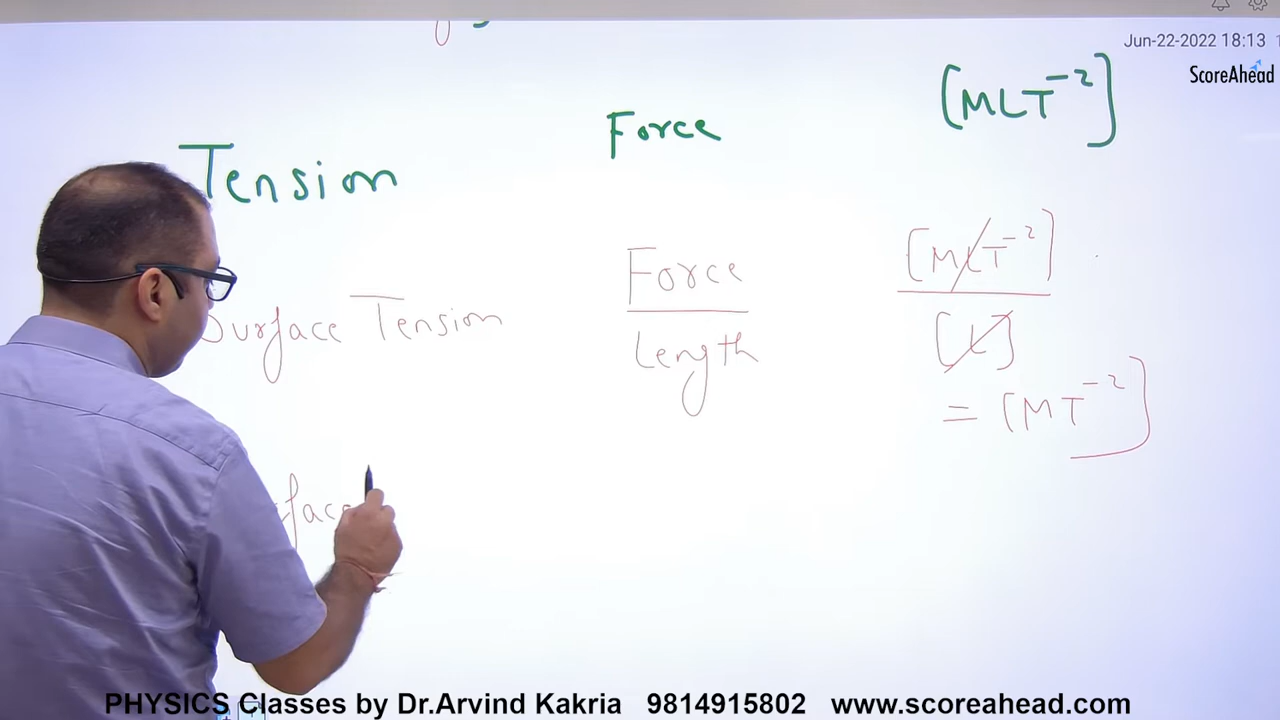 Jun-22-2022 18:13
ScoreAhead
Tension Force [MLT⁻²]
Surface Tension Force [MLT⁻²]
Length [L]
= [MT⁻²]
PHYSICS Classes by Dr.Arvind Kakria 9814915802 www.scoreahead.com